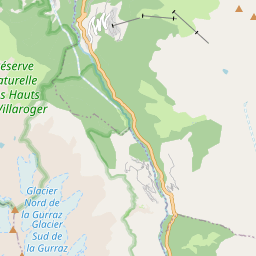 éserve
aturelle
s Hauts
Villaroger
Glacier
Nord de
la Gurraz
Glacier
Sud de
la Gurraz